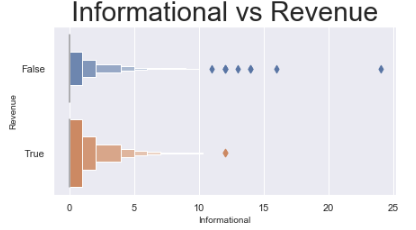 Informational vs Revenue
False
True
Revenue
0
5
10
15
20
25
Informational